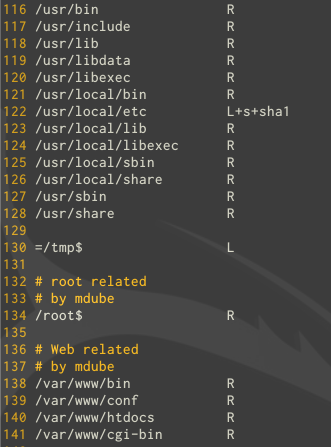 116 /usr/bin R
117 /usr/include R
118 /usr/lib R
119 /usr/libdata R
120 /usr/libexec R
121 /usr/local/bin R
122 /usr/local/etc L+s+sha1
123 /usr/local/lib R
124 /usr/local/libexec R
125 /usr/local/sbin R
126 /usr/local/share R
127 /usr/sbin R
128 /usr/share R
129
130 =/tmp$ L
131
132 # root related
133 # by mdube
134 /root$ R
135
136 # Web related
137 # by mdube
138 /var/www/bin R
139 /var/www/conf R
140 /var/www/htdocs R
141 /var/www/cgi-bin R